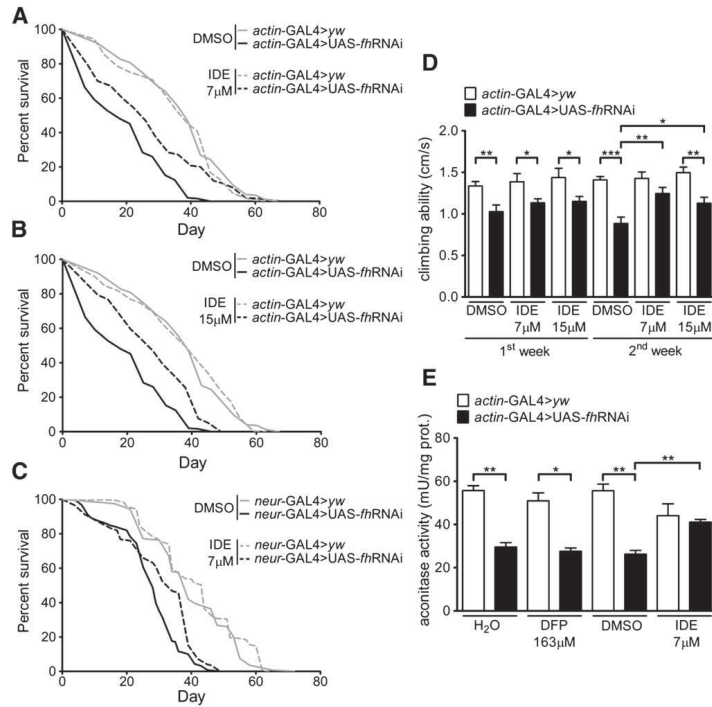 A
100
80
60
40
20
0
Percent survival
0 20 40 60 80
Day
DMSO
actin-GAL4>yw
actin-GAL4>UAS-fhRNAi
IDE
7μM
actin-GAL4>yw
actin-GAL4>UAS-fhRNAi
B
100
80
60
40
20
0
Percent survival
0 20 40 60 80
Day
DMSO
actin-GAL4>yw
actin-GAL4>UAS-fhRNAi
IDE
15μM
actin-GAL4>yw
actin-GAL4>UAS-fhRNAi
C
100
80
60
40
20
0
Percent survival
0 20 40 60 80
Day
DMSO
neur-GAL4>yw
neur-GAL4>UAS-fhRNAi
IDE
7μM
neur-GAL4>yw
neur-GAL4>UAS-fhRNAi
D
actin-GAL4>yw
actin-GAL4>UAS-fhRNAi
2.0
1.5
1.0
0.5
0.0
climbing ability (cm/s)
*
**
** * * *** **
DMSO IDE IDE DMSO IDE IDE
7μM 15μM 7μM 15μM
1st week 2nd week
E
actin-GAL4>yw
actin-GAL4>UAS-fhRNAi
80
60
40
20
0
aconitase activity (mU/mg prot.)
**
** * **
H₂O DFP DMSO IDE
163μM 7μM